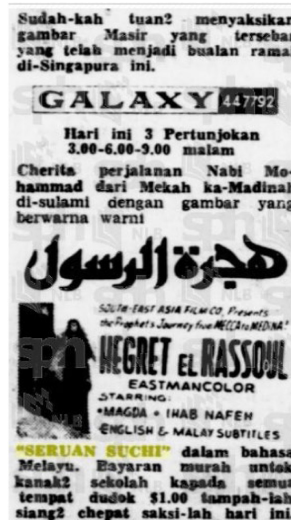 Sudah-kah tuan2 menyaksikan
gambar Masir yang tersebar
yang telah menjadi bualan ramai
di-Singapura ini.
GALAXY 447792
Hari ini 3 Pertunjokan
3.00-6.00-9.00 malam
Cherita perjalanan Nabi Mo-
hammad dari Mekah ka-Madinah
di-sulami dengan gambar yang
berwarna warni
هجرة الرسول
SOUTH-EAST ASIA FILM CO. Presents
the Prophet's Journey from MECCA to MEDINA!
HEGRET EL RASSOUL
EASTMANCOLOR
STARRING:
•MAGDA • IHAB NAFEH
ENGLISH & MALAY SUBTITLES
"SERUAN SUCHI" dalam bahasa
Melayu. Bayaran murah untok
kanak2 sekolah kapada semua
tempat dudok $1.00 tumpah-lah
siang2 chepat saksi-lah hari ini